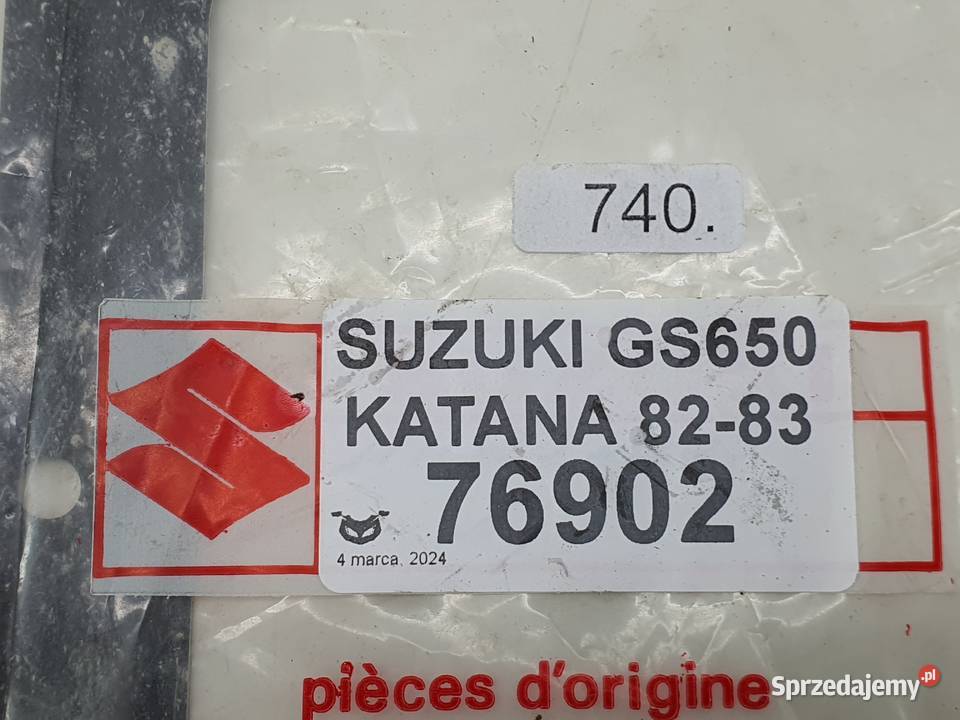 740.
SUZUKI GS650
KATANA 82-83
76902
4 marca, 2024
pièces d'origine
Sprzedajemy.pl